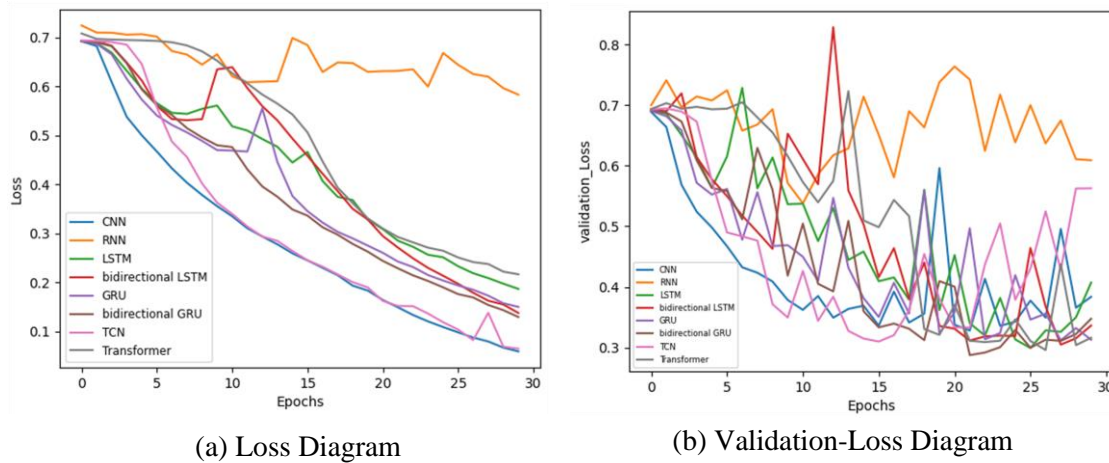 0.7
0.6
0.5
0.4
0.3
0.2
0.1
Loss
CNN
RNN
LSTM
bidirectional LSTM
GRU
bidirectional GRU
TCN
Transformer
0 5 10 15 20 25 30
Epochs
(a) Loss Diagram
0.8
0.7
0.6
0.5
0.4
0.3
validation_Loss
CNN
RNN
LSTM
bidirectional LSTM
GRU
bidirectional GRU
TCN
Transformer
0 5 10 15 20 25 30
Epochs
(b) Validation-Loss Diagram